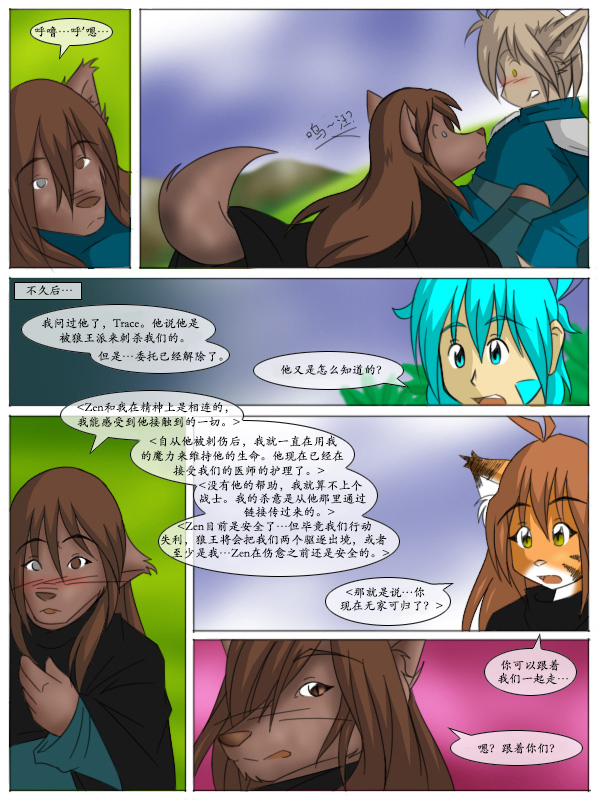 呼噜…呼'嗯…
呜～汪?
不久后…
我问过他了，Trace。他说他是
被狼王派来刺杀我们的。
但是…委托已经解除了。
他又是怎么知道的？
<Zen和我在精神上是相连的，
我能感受到他接触到的一切。>
<自从他被刺伤后，我就一直在用我
的魔力来维持他的生命。他现在已经在
接受我们的医师的护理了。>
<没有他的帮助，我就算不上个
战士。我的杀意是从他那里通过
链接传过来的。>
<Zen目前是安全了…但毕竟我们行动
失利，狼王将会把我们两个驱逐出境，或者
至少是我…Zen在伤愈之前还是安全的。>
<那就是说…你
现在无家可归了？>
你可以跟着
我们一起走…
嗯？跟着你们？